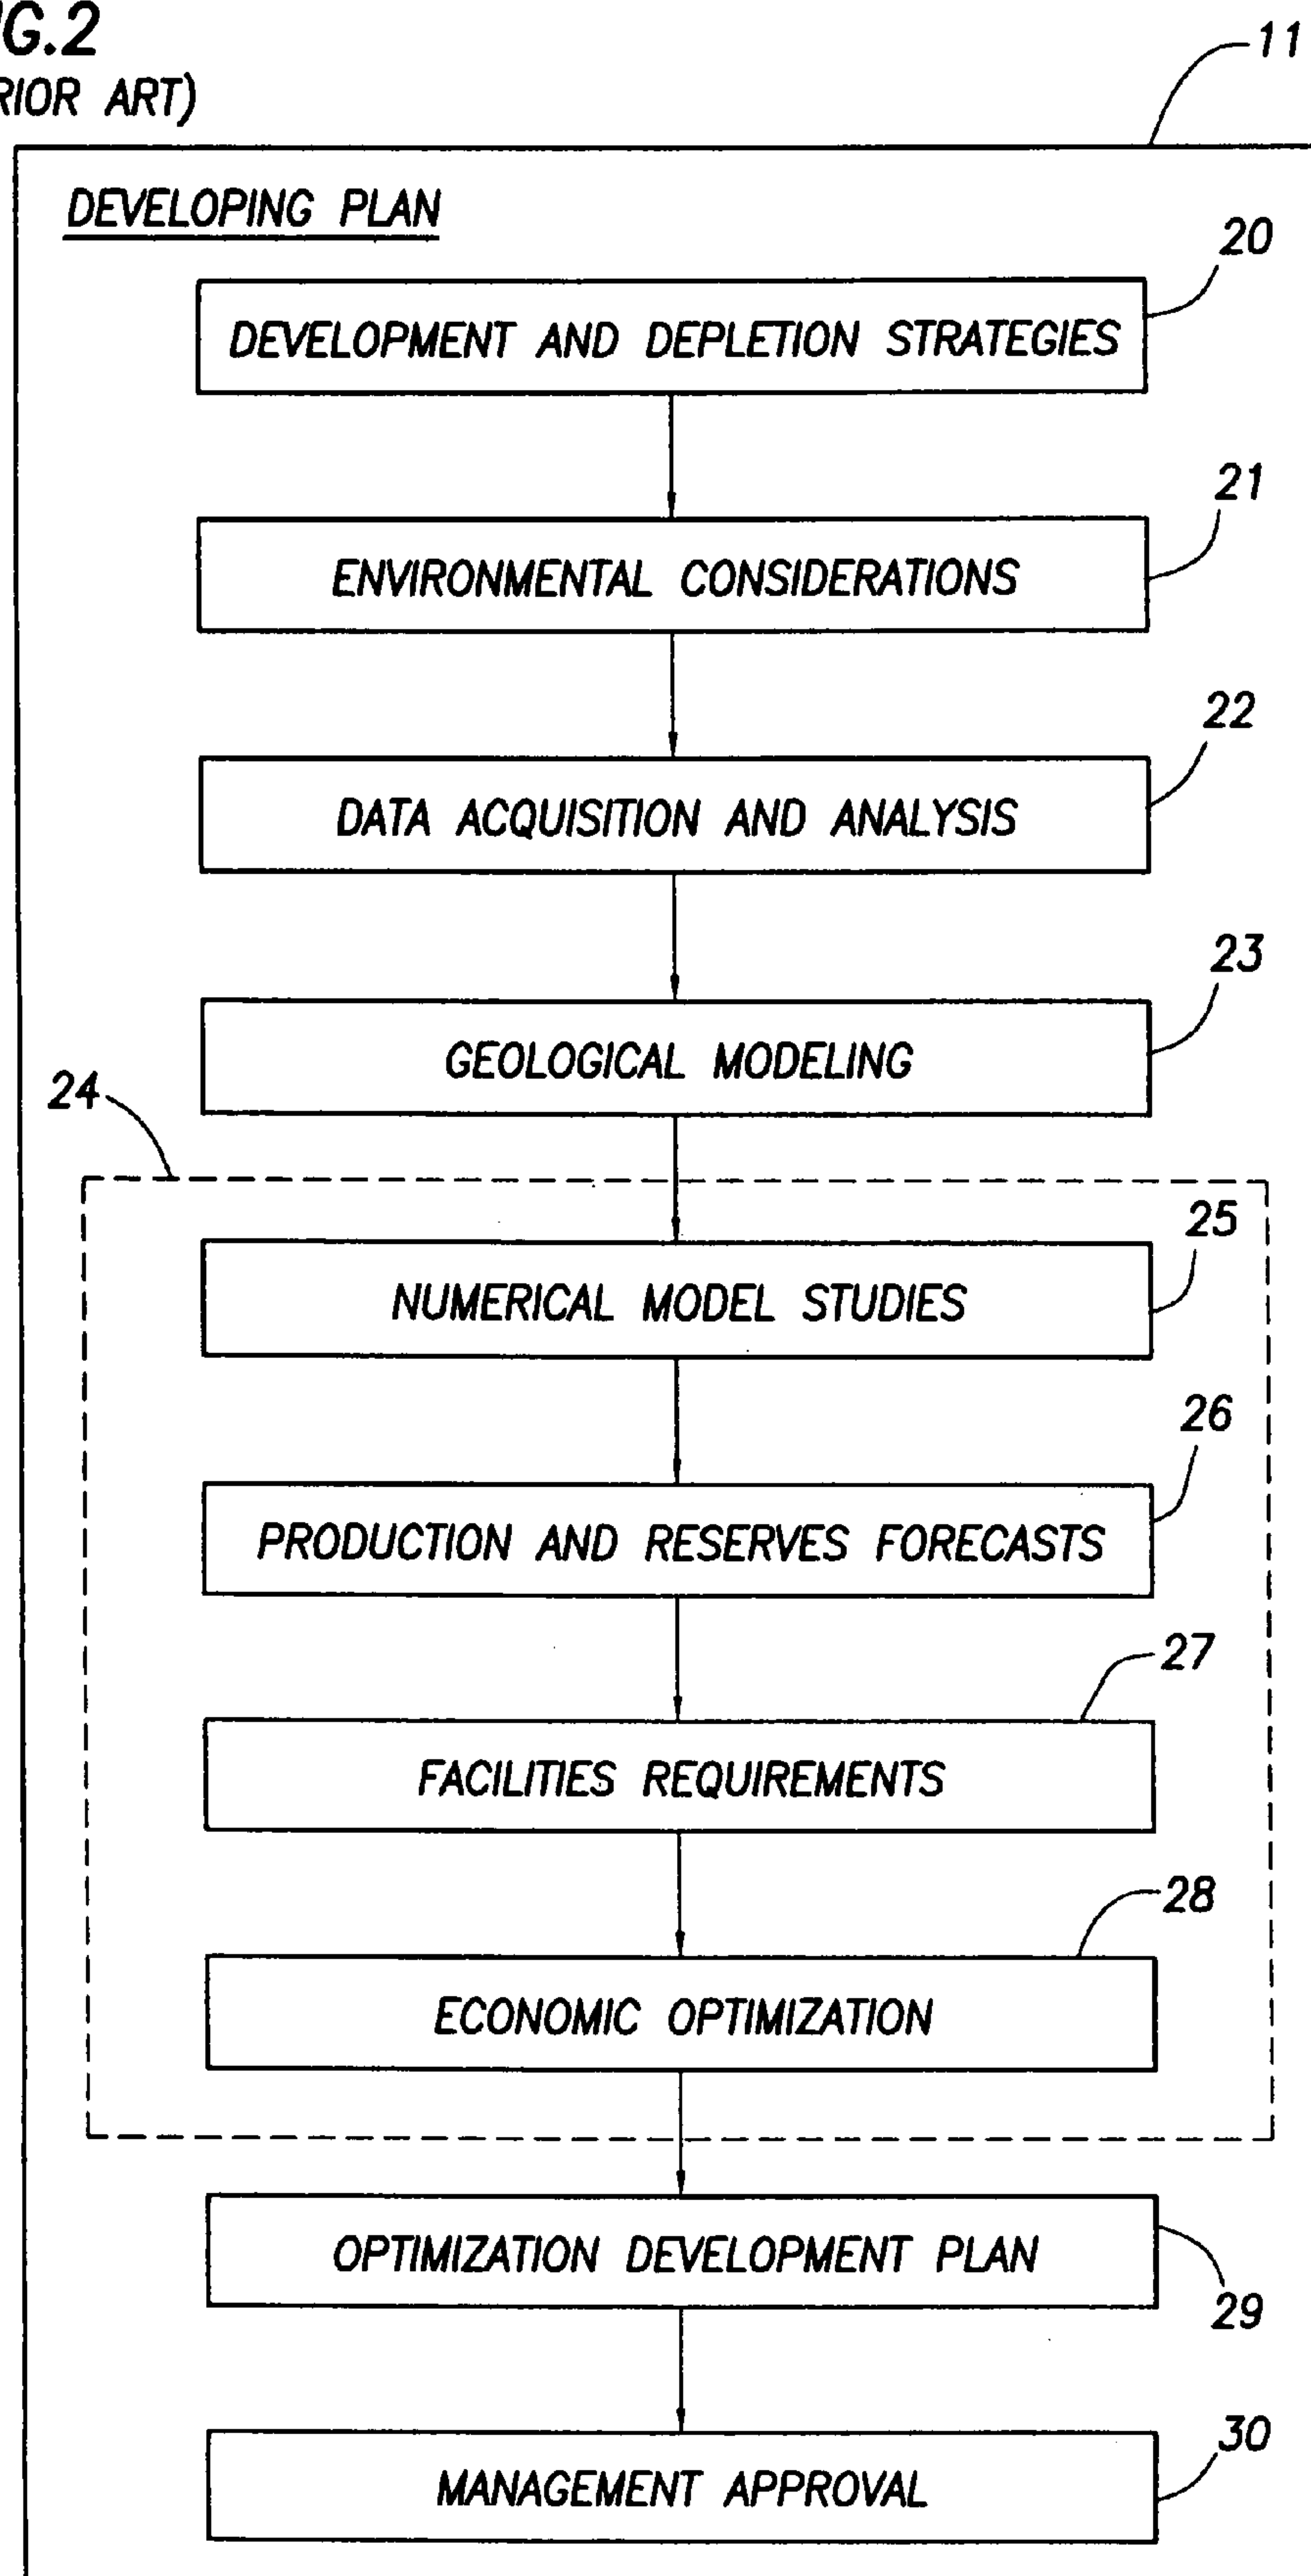 G.2
RIOR ART)
11
DEVELOPING PLAN
20
DEVELOPMENT AND DEPLETION STRATEGIES
21
ENVIRONMENTAL CONSIDERATIONS
22
DATA ACQUISITION AND ANALYSIS
23
GEOLOGICAL MODELING
24
25
NUMERICAL MODEL STUDIES
26
PRODUCTION AND RESERVES FORECASTS
27
FACILITIES REQUIREMENTS
28
ECONOMIC OPTIMIZATION
OPTIMIZATION DEVELOPMENT PLAN
29
30
MANAGEMENT APPROVAL